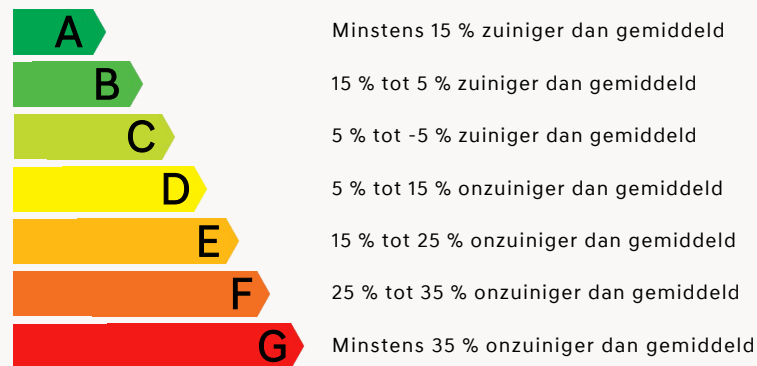 A Minstens 15 % zuiniger dan gemiddeld
B 15 % tot 5 % zuiniger dan gemiddeld
C 5 % tot -5 % zuiniger dan gemiddeld
D 5 % tot 15 % onzuiniger dan gemiddeld
E 15 % tot 25 % onzuiniger dan gemiddeld
F 25 % tot 35 % onzuiniger dan gemiddeld
G Minstens 35 % onzuiniger dan gemiddeld